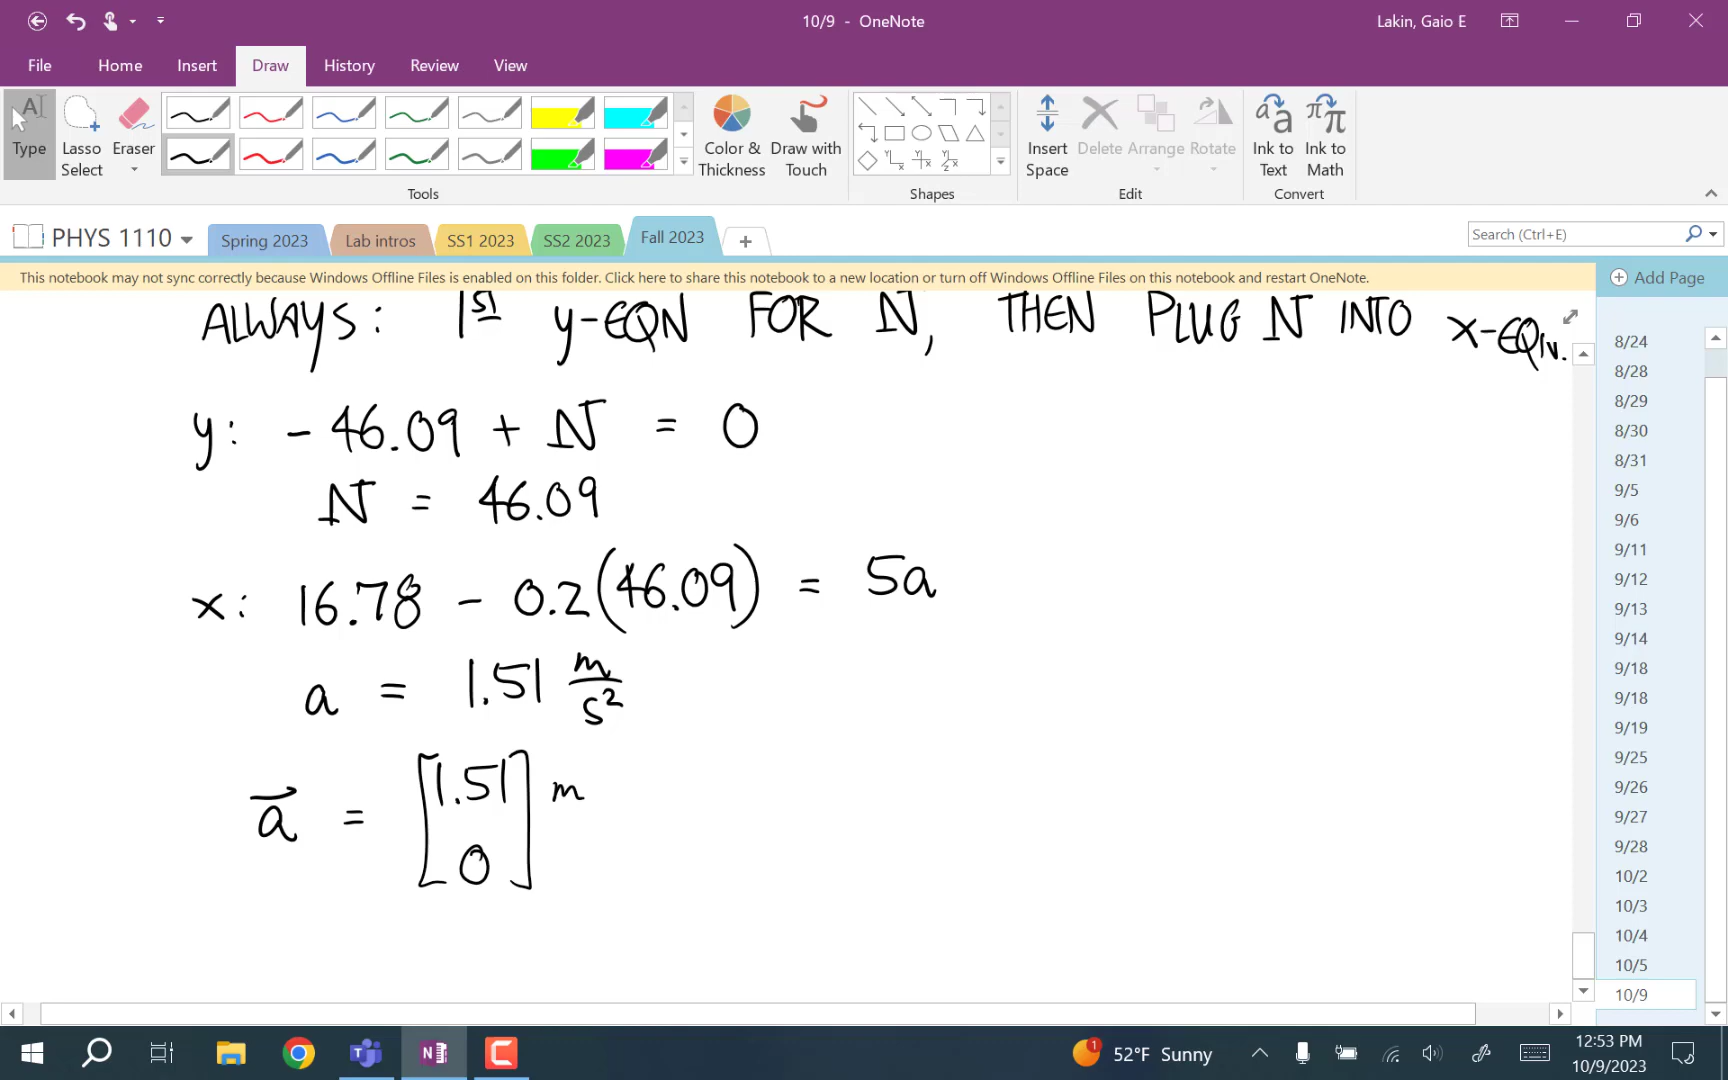 10/9 - OneNote
Lakin, Gaio E
File Home Insert Draw History Review View
Type
Lasso Select
Eraser
Color & Thickness
Draw with Touch
Insert Space
Delete
Arrange
Rotate
Ink to Text
Ink to Math
Tools
Shapes
Edit
Convert
PHYS 1110
Spring 2023
Lab intros
SS1 2023
SS2 2023
Fall 2023
Search (Ctrl+E)
This notebook may not sync correctly because Windows Offline Files is enabled on this folder. Click here to share this notebook to a new location or turn off Windows Offline Files on this notebook and restart OneNote.
Add Page
ALWAYS: 1st y-EQN FOR N, THEN PLUG N INTO x-EQN.
y: - 46.09 + N = 0
N = 46.09
x: 16.78 - 0.2(46.09) = 5a
a = 1.51 m/s²
a⃗ = [1.51] m
0
8/24
8/28
8/29
8/30
8/31
9/5
9/6
9/11
9/12
9/13
9/14
9/18
9/18
9/19
9/25
9/26
9/27
9/28
10/2
10/3
10/4
10/5
10/9
1
52°F Sunny
12:53 PM
10/9/2023